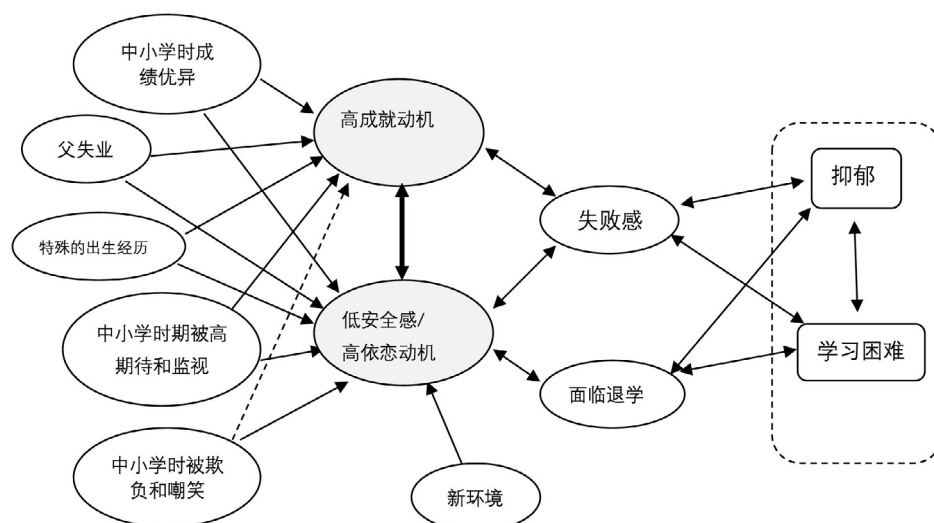 中小学时成
绩优异
高成就动机
父失业
抑郁
失败感
特殊的出生经历
低安全感/
高依恋动机
中小学时期被高
期待和监视
学习困难
面临退学
中小学时被欺
负和嘲笑
新环境